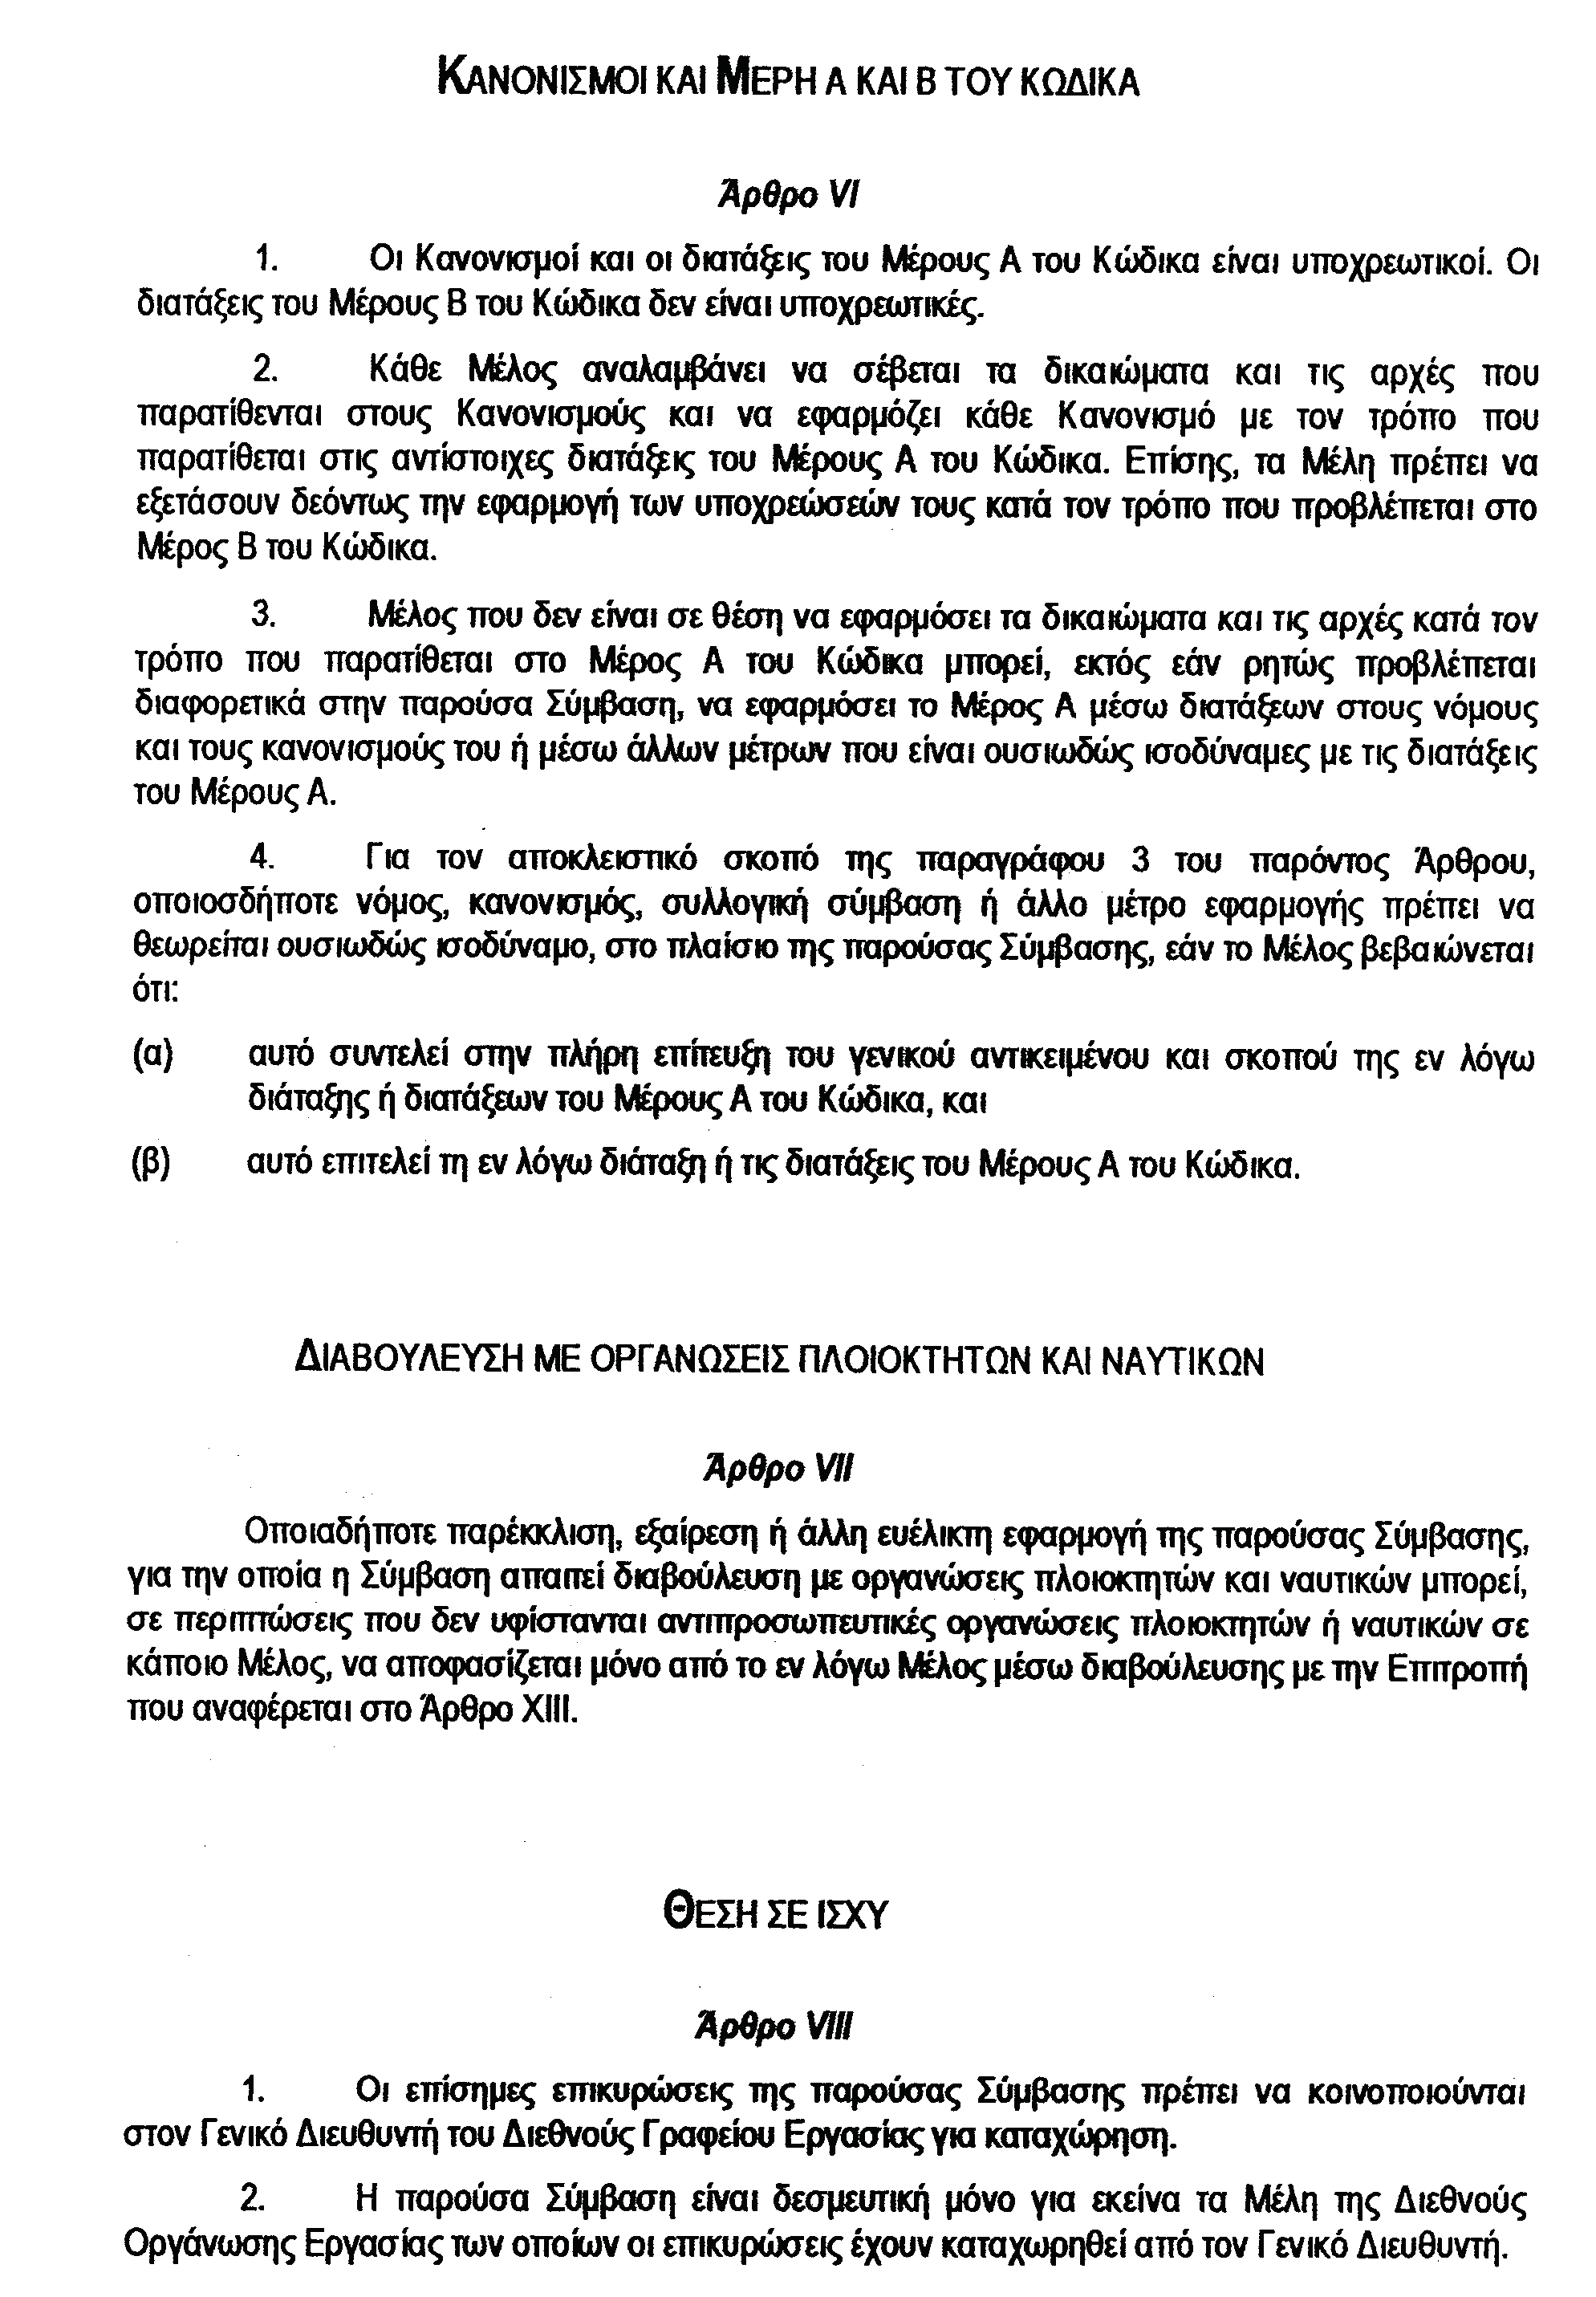 ΚΑΝΟΝΙΣΜΟΙ ΚΑΙ ΜΕΡΗ Α ΚΑΙ Β ΤΟΥ ΚΩΔΙΚΑ
Άρθρο VI
1. Οι Κανονισμοί και οι διατάξεις του Μέρους Α του Κώδικα είναι υποχρεωτικοί. Οι
διατάξεις του Μέρους Β του Κώδικα δεν είναι υποχρεωτικές.
2. Κάθε Μέλος αναλαμβάνει να σέβεται τα δικαιώματα και τις αρχές που
παρατίθενται στους Κανονισμούς και να εφαρμόζει κάθε Κανονισμό με τον τρόπο που
παρατίθεται στις αντίστοιχες διατάξεις του Μέρους Α του Κώδικα. Επίσης, τα Μέλη πρέπει να
εξετάσουν δεόντως την εφαρμογή των υποχρεώσεών τους κατά τον τρόπο που προβλέπεται στο
Μέρος Β του Κώδικα.
3. Μέλος που δεν είναι σε θέση να εφαρμόσει τα δικαιώματα και τις αρχές κατά τον
τρόπο που παρατίθεται στο Μέρος Α του Κώδικα μπορεί, εκτός εάν ρητώς προβλέπεται
διαφορετικά στην παρούσα Σύμβαση, να εφαρμόσει το Μέρος Α μέσω διατάξεων στους νόμους
και τους κανονισμούς του ή μέσω άλλων μέτρων που είναι ουσιωδώς ισοδύναμες με τις διατάξεις
του Μέρους Α.
4. Για τον αποκλειστικό σκοπό της παραγράφου 3 του παρόντος Άρθρου,
οποιοσδήποτε νόμος, κανονισμός, συλλογική σύμβαση ή άλλο μέτρο εφαρμογής πρέπει να
θεωρείται ουσιωδώς ισοδύναμο, στο πλαίσιο της παρούσας Σύμβασης, εάν το Μέλος βεβαιώνεται
ότι:
(α) αυτό συντελεί στην πλήρη επίτευξη του γενικού αντικειμένου και σκοπού της εν λόγω
διάταξης ή διατάξεων του Μέρους Α του Κώδικα, και
(β) αυτό επιτελεί τη εν λόγω διάταξη ή τις διατάξεις του Μέρους Α του Κώδικα.
ΔΙΑΒΟΥΛΕΥΣΗ ΜΕ ΟΡΓΑΝΩΣΕΙΣ ΠΛΟΙΟΚΤΗΤΩΝ ΚΑΙ ΝΑΥΤΙΚΩΝ
Άρθρο VII
Οποιαδήποτε παρέκκλιση, εξαίρεση ή άλλη ευέλικτη εφαρμογή της παρούσας Σύμβασης,
για την οποία η Σύμβαση απαιτεί διαβούλευση με οργανώσεις πλοιοκτητών και ναυτικών μπορεί,
σε περιπτώσεις που δεν υφίστανται αντιπροσωπευτικές οργανώσεις πλοιοκτητών ή ναυτικών σε
κάποιο Μέλος, να αποφασίζεται μόνο από το εν λόγω Μέλος μέσω διαβούλευσης με την Επιτροπή
που αναφέρεται στο Άρθρο XIII.
ΘΕΣΗ ΣΕ ΙΣΧΥ
Άρθρο VIII
1. Οι επίσημες επικυρώσεις της παρούσας Σύμβασης πρέπει να κοινοποιούνται
στον Γενικό Διευθυντή του Διεθνούς Γραφείου Εργασίας για καταχώρηση.
2. Η παρούσα Σύμβαση είναι δεσμευτική μόνο για εκείνα τα Μέλη της Διεθνούς
Οργάνωσης Εργασίας των οποίων οι επικυρώσεις έχουν καταχωρηθεί από τον Γενικό Διευθυντή.